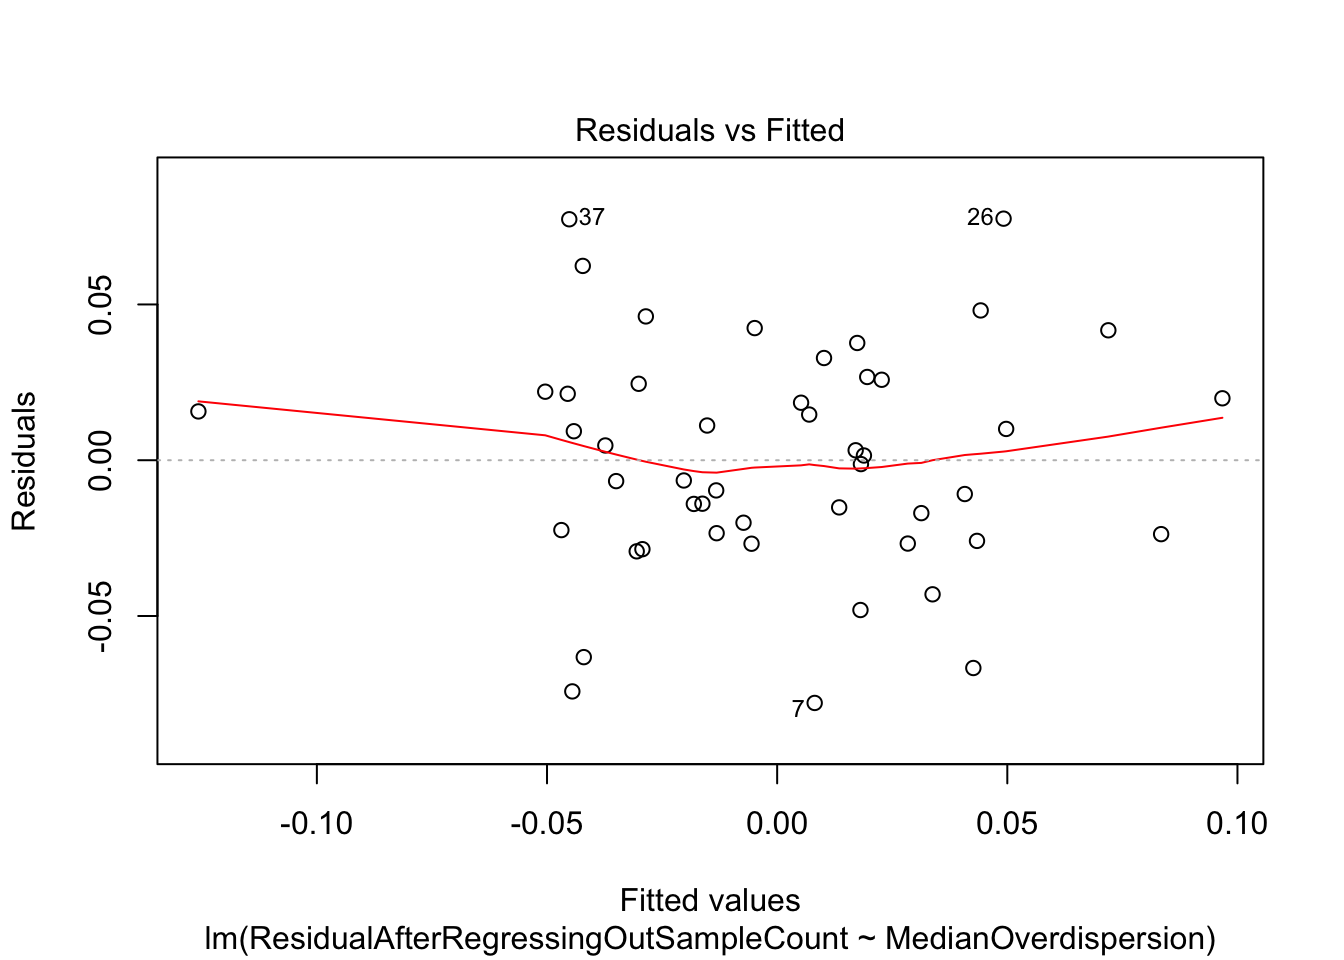 Residuals vs Fitted
37
26
7
Residuals
0.05
0.00
-0.05
-0.10
-0.05
0.00
0.05
0.10
Fitted values
lm(ResidualAfterRegressingOutSampleCount ~ MedianOverdispersion)